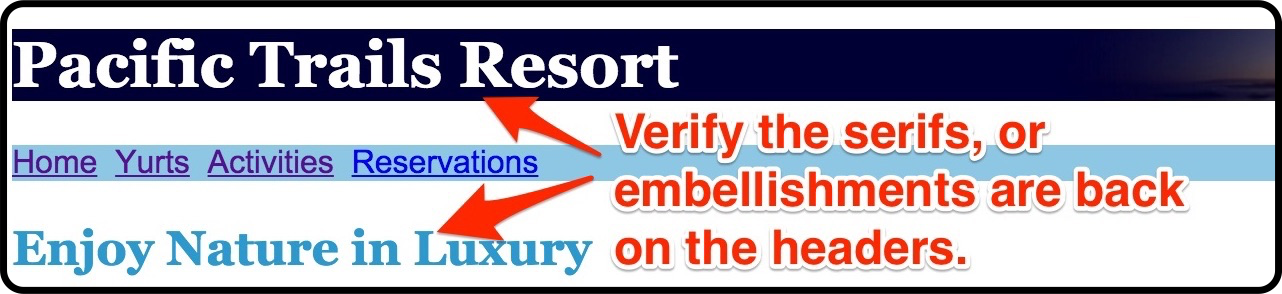 Pacific Trails Resort
Home Yurts Activities Reservations
Verify the serifs, or
embellishments are back
on the headers.
Enjoy Nature in Luxury